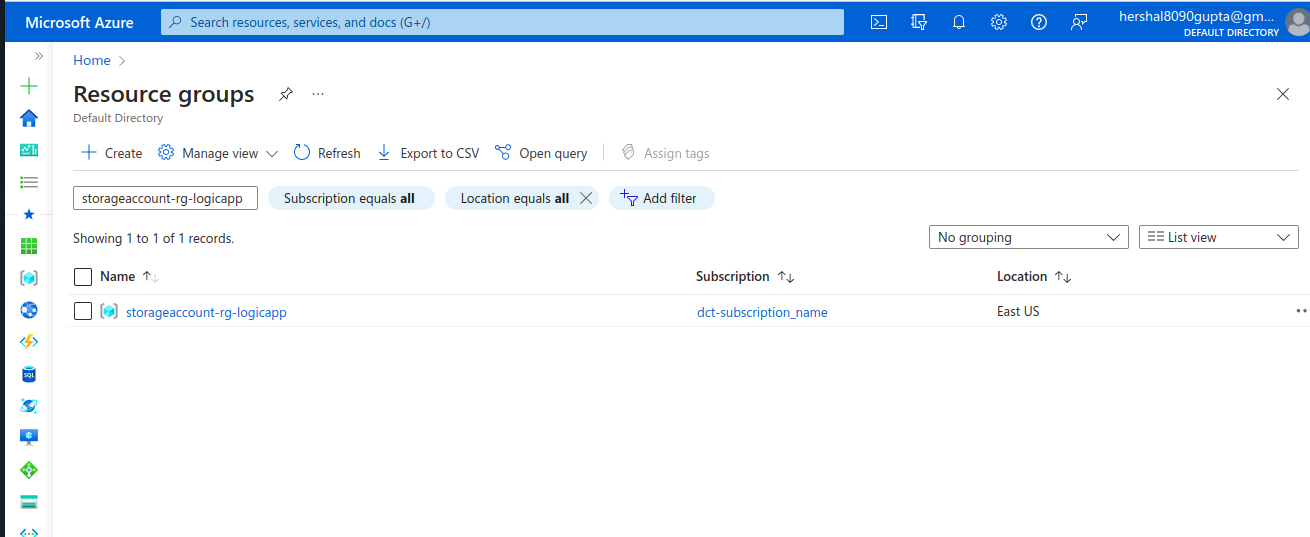 Microsoft Azure
Search resources, services, and docs (G+/)
hershal8090gupta@gm...
DEFAULT DIRECTORY
Home
Resource groups
...
Default Directory
Create
Manage view
Refresh
Export to CSV
Open query
Assign tags
storageaccount-rg-logicapp
Subscription equals all
Location equals all
Add filter
Showing 1 to 1 of 1 records.
No grouping
List view
Name
Subscription
Location
storageaccount-rg-logicapp
dct-subscription_name
East US
SQL